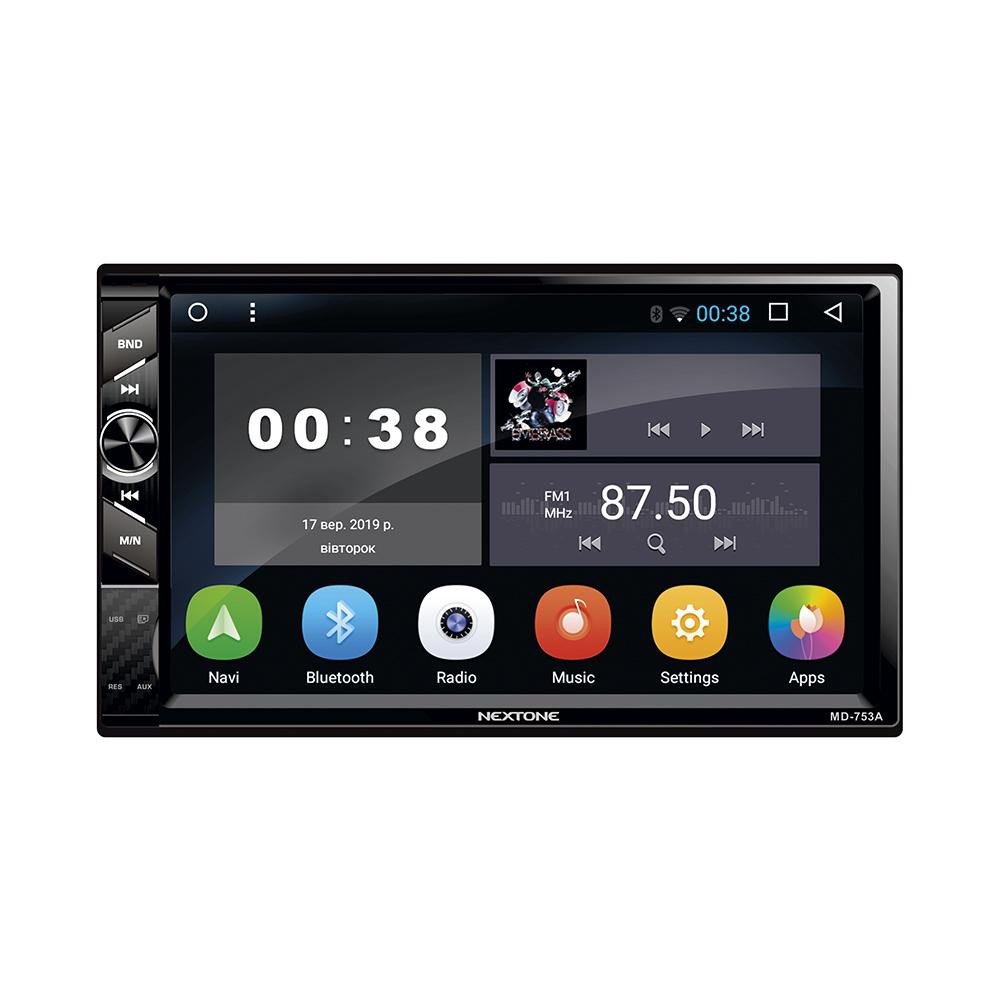 BND
M/N
USB
RES AUX
00:38
00:38
17 вер. 2019 р.
вівторок
EMBRASS
FM1
MHz
87.50
Navi
Bluetooth
Radio
Music
Settings
Apps
NEXTONE
MD-753A